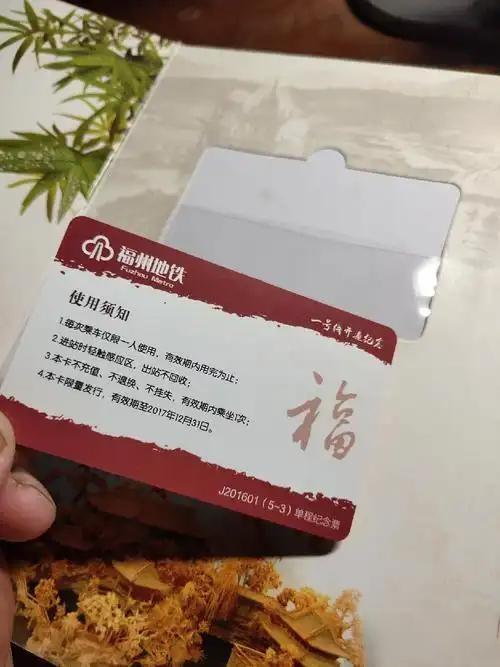 福州地铁
Fuzhou Metro
一号线开通纪念
使用须知
1.每次乘车仅限一人使用，有效期内用完为止；
2.进站时轻触感应区，出站不回收；
3.本卡不充值、不退换、不挂失，有效期内乘坐1次；
4.本卡限量发行，有效期至2017年12月31日。
福
J201601（5-3）单程纪念票